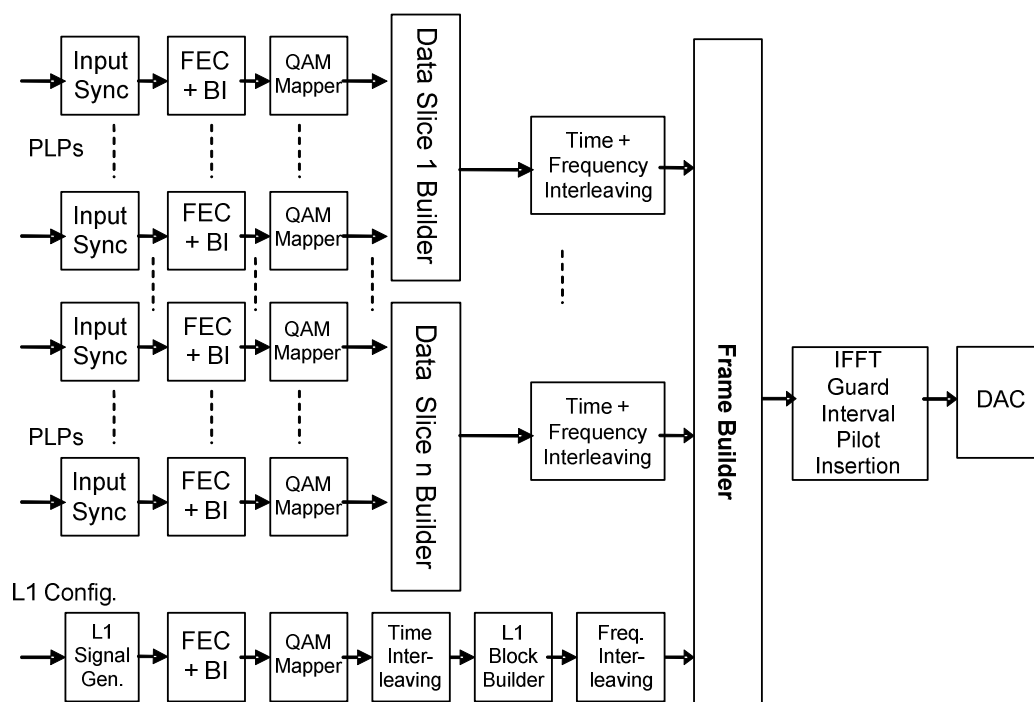 Input
Sync
FEC
+ BI
QAM
Mapper
PLPs
Input
Sync
FEC
+ BI
QAM
Mapper
Data Slice 1 Builder
Time +
Frequency
Interleaving
Input
Sync
FEC
+ BI
QAM
Mapper
PLPs
Input
Sync
FEC
+ BI
QAM
Mapper
Data Slice n Builder
Time +
Frequency
Interleaving
L1 Config.
L1
Signal
Gen.
FEC
+ BI
QAM
Mapper
Time
Inter-
leaving
L1
Block
Builder
Freq.
Inter-
leaving
Frame Builder
IFFT
Guard
Interval
Pilot
Insertion
DAC